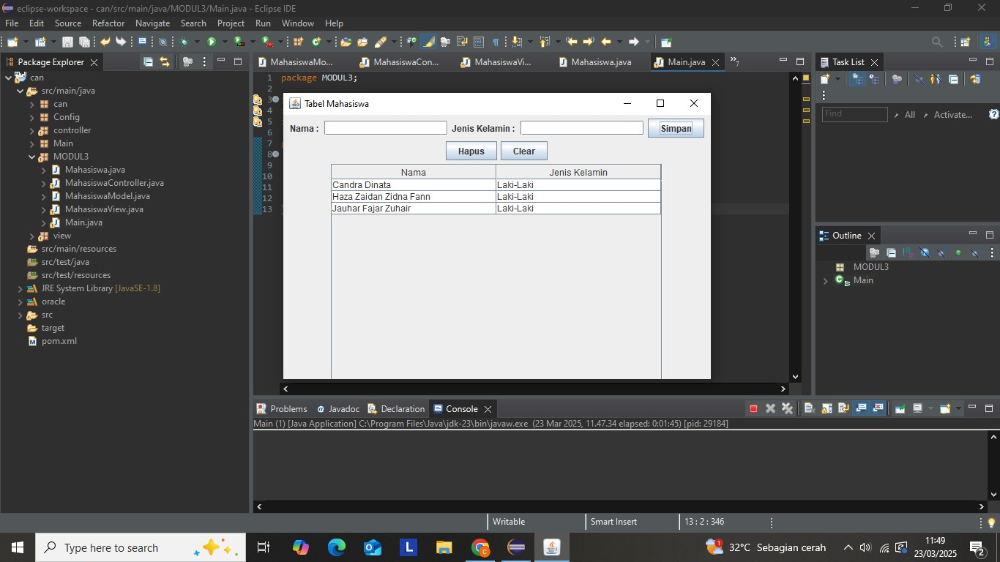 eclipse-workspace - can/src/main/java/MODUL3/Main.java - Eclipse IDE
File Edit Source Refactor Navigate Search Project Run Window Help
Package Explorer
MahasiswaMo...
MahasiswaCon...
MahasiswaVi...
Mahasiswa.java
Main.java
7
Task List
can
src/main/java
can
Config
controller
Main
MODUL3
Mahasiswa.java
MahasiswaController.java
MahasiswaModel.java
MahasiswaView.java
Main.java
view
src/main/resources
src/test/java
src/test/resources
JRE System Library [JavaSE-1.8]
oracle
src
target
pom.xml
1 package MODUL3;
2
3
4
5
6
7
8
9
10
11
12
13
Tabel Mahasiswa
Nama : Jenis Kelamin : Simpan
Hapus Clear
Nama Jenis Kelamin
Candra Dinata Laki-Laki
Haza Zaidan Zidna Fann Laki-Laki
Jauhar Fajar Zuhair Laki-Laki
Find All Activate...
Outline
MODUL3
Main
Problems Javadoc Declaration Console
Main (1) [Java Application] C:\Program Files\Java\jdk-23\bin\javaw.exe (23 Mar 2025, 11.47.34 elapsed: 0:01:45) [pid: 29184]
Writable Smart Insert 13 : 2 : 346
Type here to search
32°C Sebagian cerah
11:49
23/03/2025
2